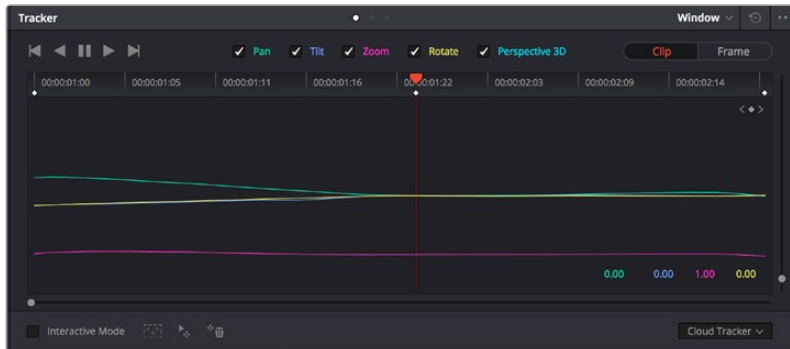 Tracker Window
Pan Tilt Zoom Rotate Perspective 3D Clip Frame
00:00:01:00 00:00:01:05 00:00:01:11 00:00:01:16 00:00:01:22 00:00:02:03 00:00:02:09 00:00:02:14
0.00 0.00 1.00 0.00
Interactive Mode Cloud Tracker